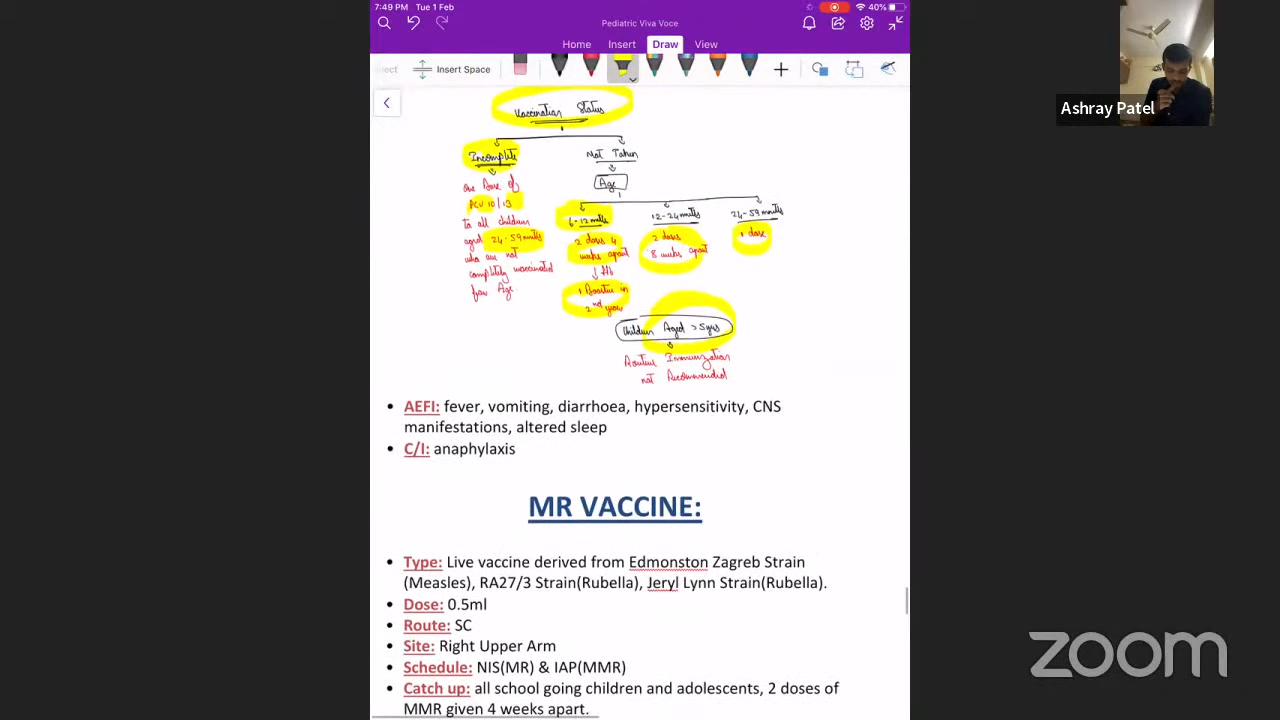 7:49 PM Tue 1 Feb
40%
Pediatric Viva Voce
Home Insert Draw View
Insert Space
Ashray Patel
Vaccination Status
Incomplete Not Taken
Age
one Dose of
PCV 10/13
to all children
aged 24-59 months
who are not
completely vaccinated
for Age
6-12 months 12-24 months 24-59 months
2 doses 4
weeks apart
1 Booster in
2nd year
2 doses
8 weeks apart
1 dose
Children Aged >5yrs
Routine Immunization
not Recommended
• AEFI: fever, vomiting, diarrhoea, hypersensitivity, CNS
manifestations, altered sleep
• C/I: anaphylaxis
MR VACCINE:
• Type: Live vaccine derived from Edmonston Zagreb Strain
(Measles), RA27/3 Strain(Rubella), Jeryl Lynn Strain(Rubella).
• Dose: 0.5ml
• Route: SC
• Site: Right Upper Arm
• Schedule: NIS(MR) & IAP(MMR)
• Catch up: all school going children and adolescents, 2 doses of
MMR given 4 weeks apart.
zoom